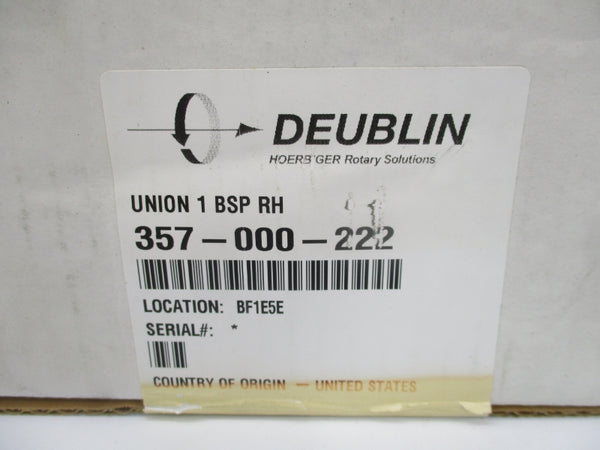 DEUBLIN
HOERBIGER Rotary Solutions
UNION 1 BSP RH
357-000-222
LOCATION: BF1E5E
SERIAL#: *
COUNTRY OF ORIGIN - UNITED STATES